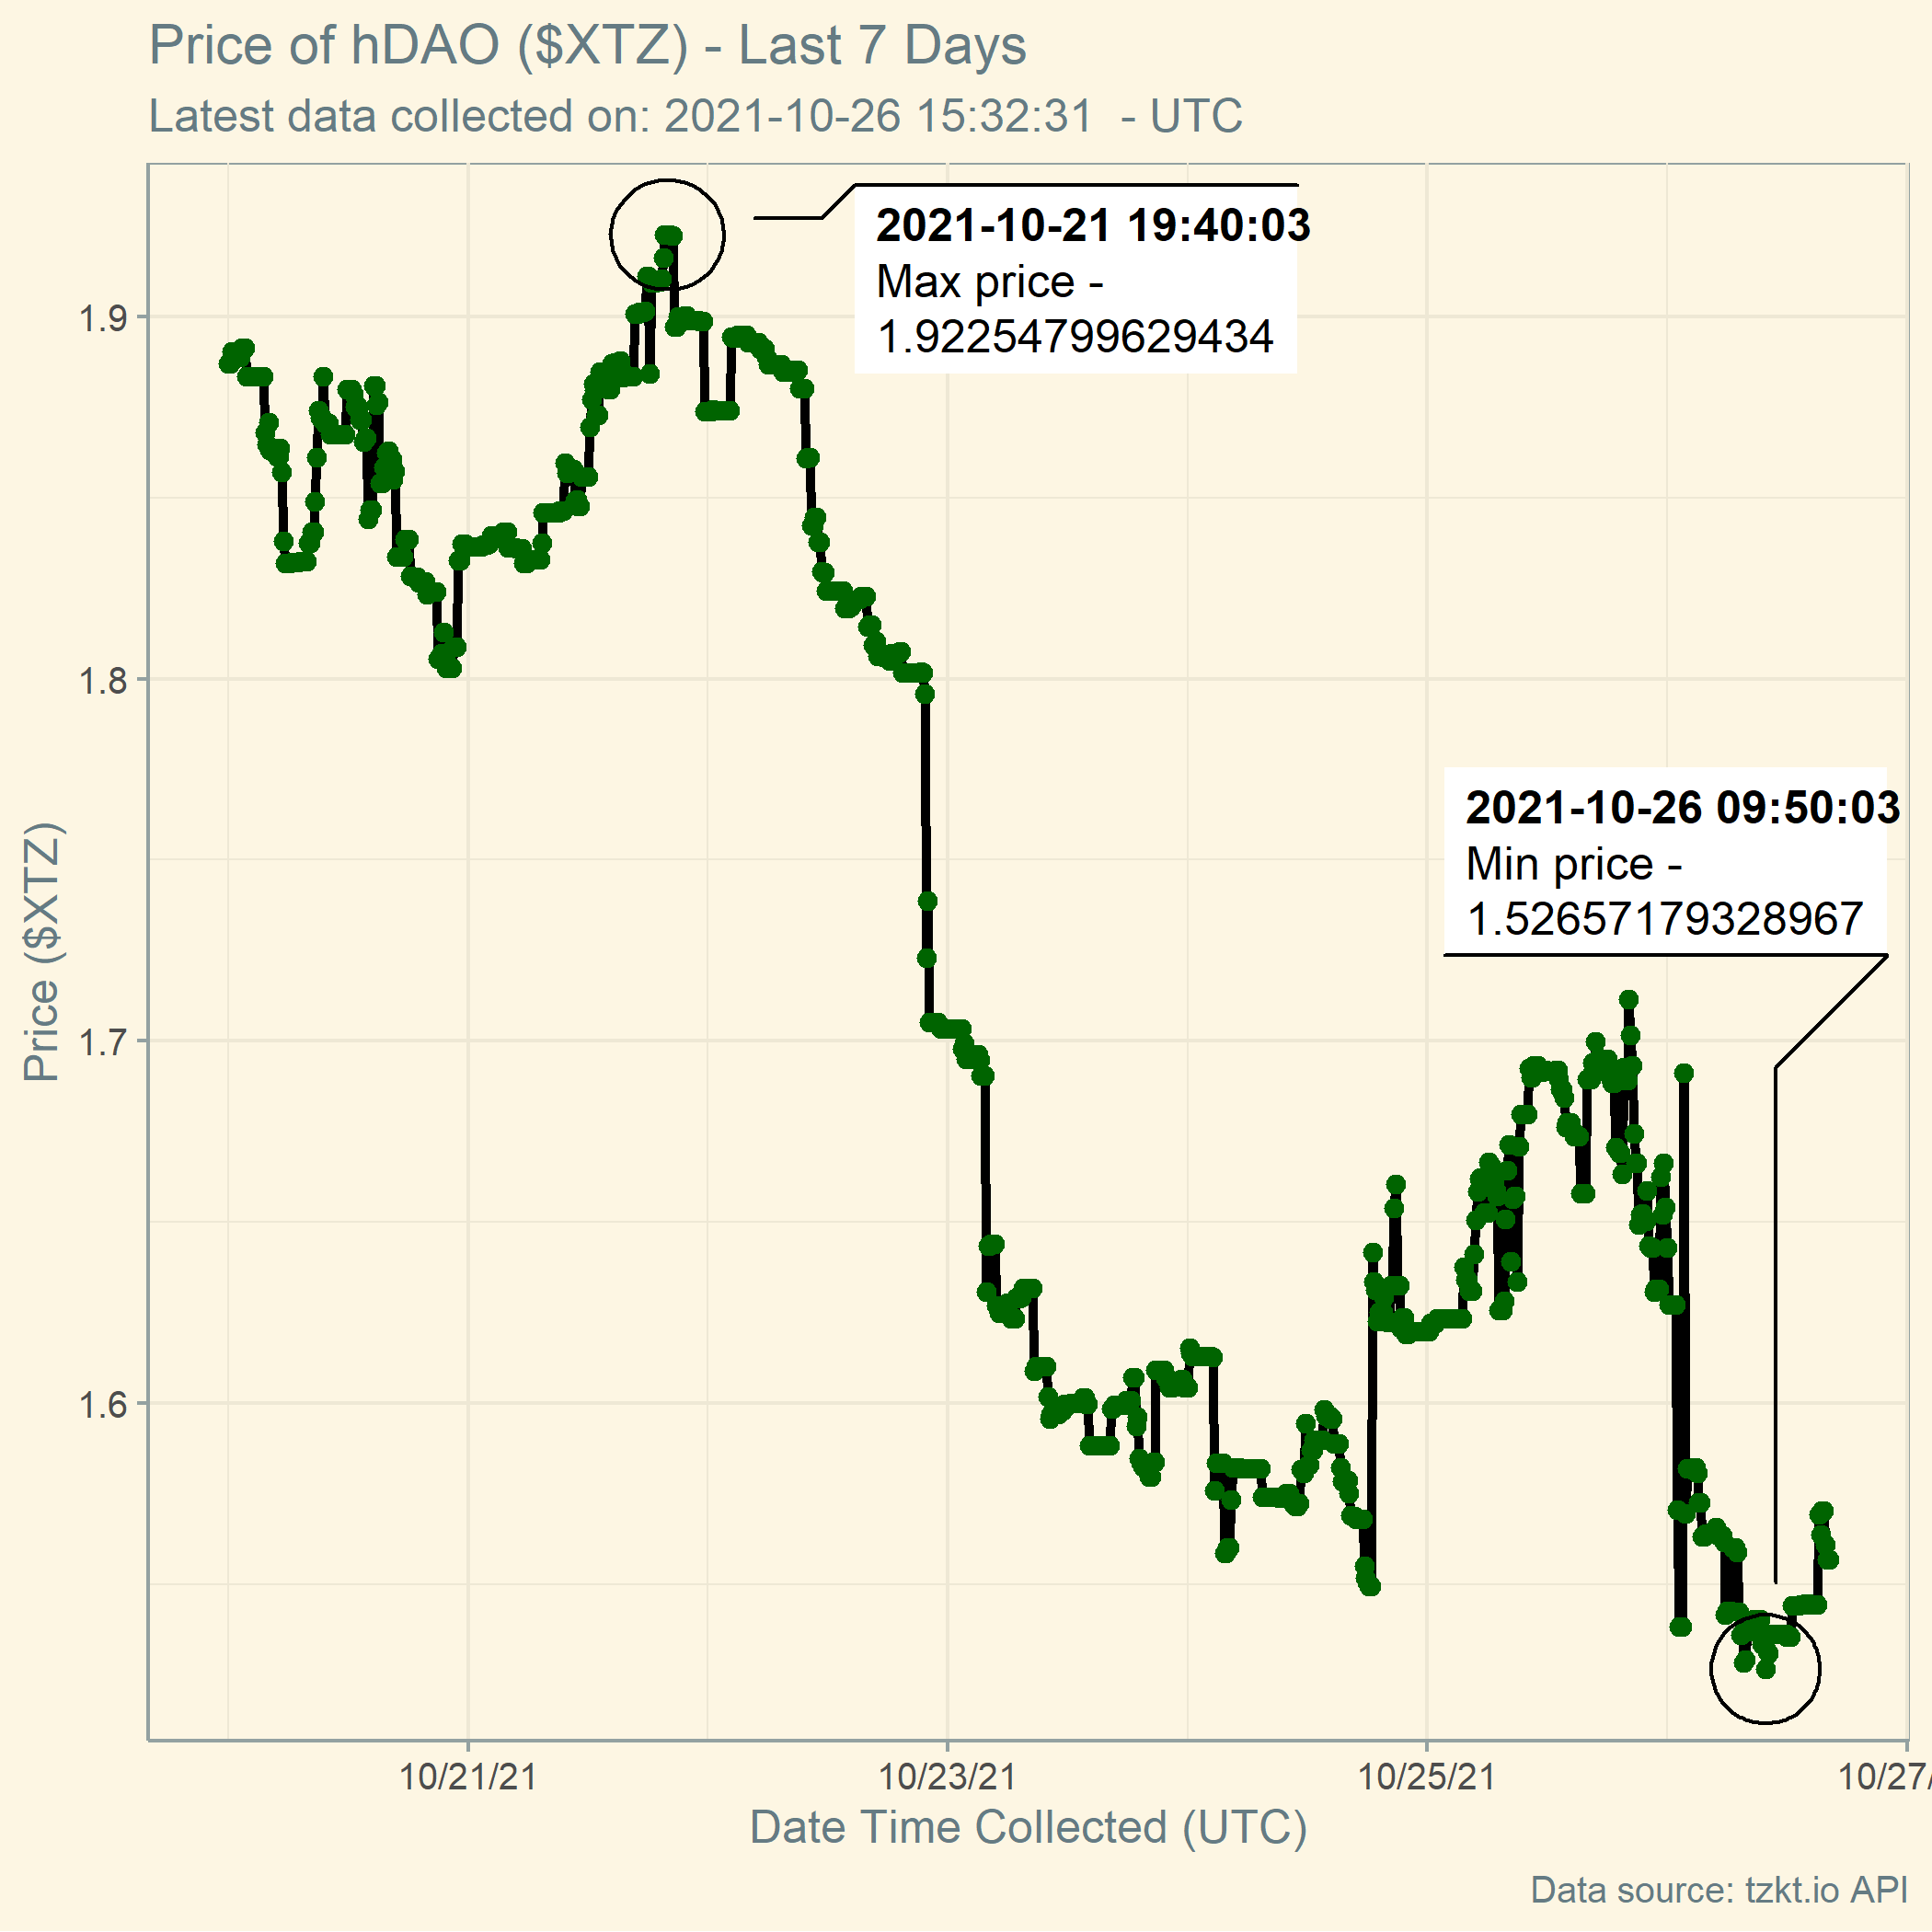 Price of hDAO ($XTZ) - Last 7 Days
Latest data collected on: 2021-10-26 15:32:31  - UTC
2021-10-21 19:40:03
Max price -
1.92254799629434
1.9
1.8
2021-10-26 09:50:03
Min price -
1.52657179328967
Price ($XTZ)
1.7
1.6
10/21/21
10/23/21
10/25/21
10/27/
Date Time Collected (UTC)
Data source: tzkt.io API